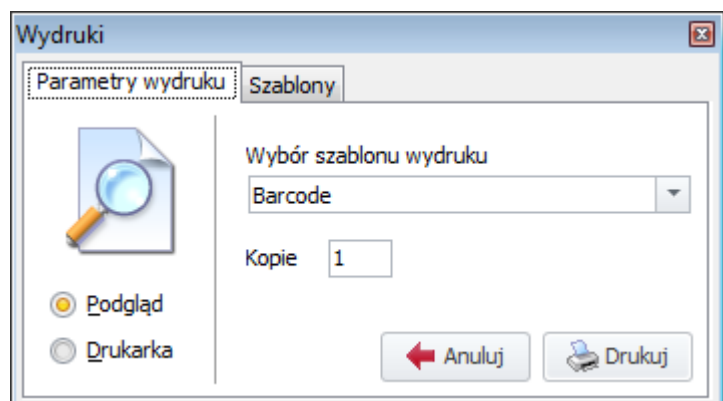 Wydruki
Parametry wydruku Szablony
Wybór szablonu wydruku
Barcode
Kopie 1
Podgląd
Drukarka
Anuluj Drukuj